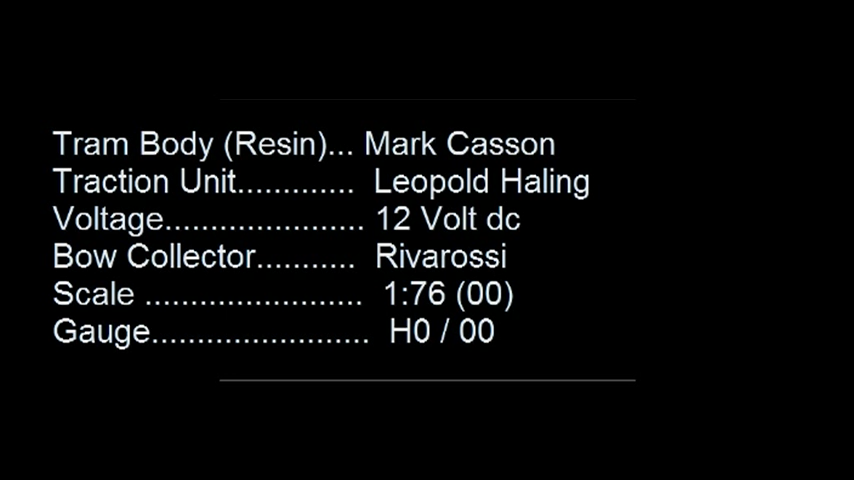 Tram Body (Resin)... Mark Casson
Traction Unit............. Leopold Haling
Voltage...................... 12 Volt dc
Bow Collector........... Rivarossi
Scale ........................ 1:76 (00)
Gauge........................ H0 / 00